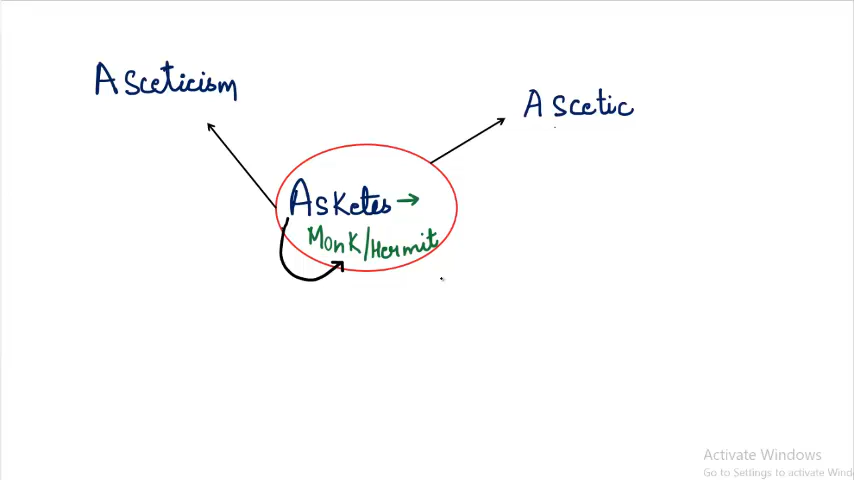 Asceticism
Ascetic
Asketes →
Monk/Hermit
Activate Windows
Go to Settings to activate Wind